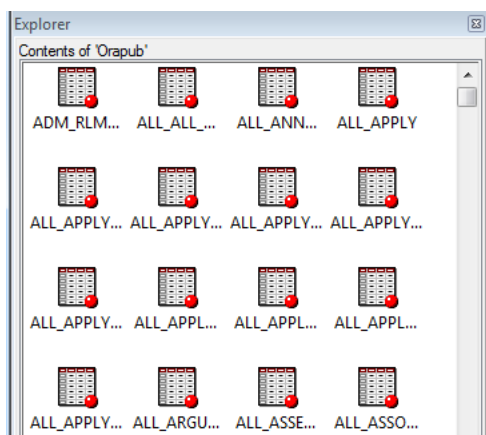 Explorer
Contents of 'Orapub'
ADM_RLM... ALL_ALL_... ALL_ANN... ALL_APPLY
ALL_APPLY... ALL_APPLY... ALL_APPLY... ALL_APPLY...
ALL_APPLY... ALL_APPL... ALL_APPL... ALL_APPL...
ALL_APPLY... ALL_ARGU... ALL_ASSE... ALL_ASSO...